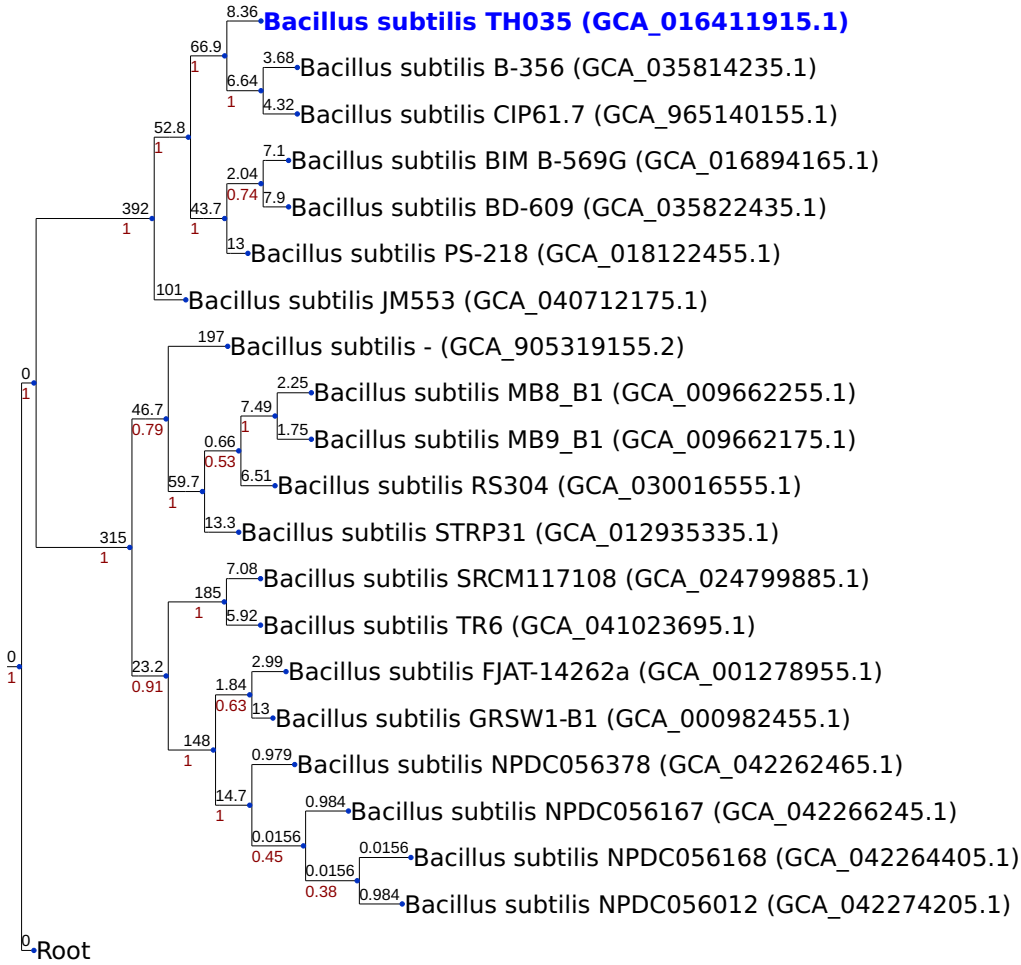 8.36
Bacillus subtilis TH035 (GCA_016411915.1)
66.9
1
3.68
Bacillus subtilis B-356 (GCA_035814235.1)
6.64
1
4.32
Bacillus subtilis CIP61.7 (GCA_965140155.1)
52.8
1
7.1
Bacillus subtilis BIM B-569G (GCA_016894165.1)
2.04
0.74
7.9
Bacillus subtilis BD-609 (GCA_035822435.1)
392
1
43.7
1
13
Bacillus subtilis PS-218 (GCA_018122455.1)
101
Bacillus subtilis JM553 (GCA_040712175.1)
197
Bacillus subtilis - (GCA_905319155.2)
0
1
2.25
Bacillus subtilis MB8_B1 (GCA_009662255.1)
46.7
0.79
7.49
1
1.75
Bacillus subtilis MB9_B1 (GCA_009662175.1)
0.66
0.53
6.51
Bacillus subtilis RS304 (GCA_030016555.1)
59.7
1
13.3
Bacillus subtilis STRP31 (GCA_012935335.1)
315
1
7.08
Bacillus subtilis SRCM117108 (GCA_024799885.1)
185
1
5.92
Bacillus subtilis TR6 (GCA_041023695.1)
0
1
23.2
0.91
2.99
Bacillus subtilis FJAT-14262a (GCA_001278955.1)
1.84
0.63
13
Bacillus subtilis GRSW1-B1 (GCA_000982455.1)
148
1
0.979
Bacillus subtilis NPDC056378 (GCA_042262465.1)
14.7
1
0.984
Bacillus subtilis NPDC056167 (GCA_042266245.1)
0.0156
0.45
0.0156
Bacillus subtilis NPDC056168 (GCA_042264405.1)
0.0156
0.38
0.984
Bacillus subtilis NPDC056012 (GCA_042274205.1)
0
Root